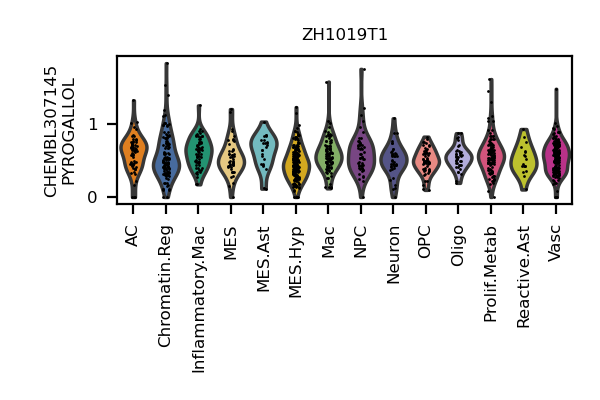 ZH1019T1
CHEMBL307145
PYROGALLOL
1
0
AC
Chromatin.Reg
Inflammatory.Mac
MES
MES.Ast
MES.Hyp
Mac
NPC
Neuron
OPC
Oligo
Prolif.Metab
Reactive.Ast
Vasc